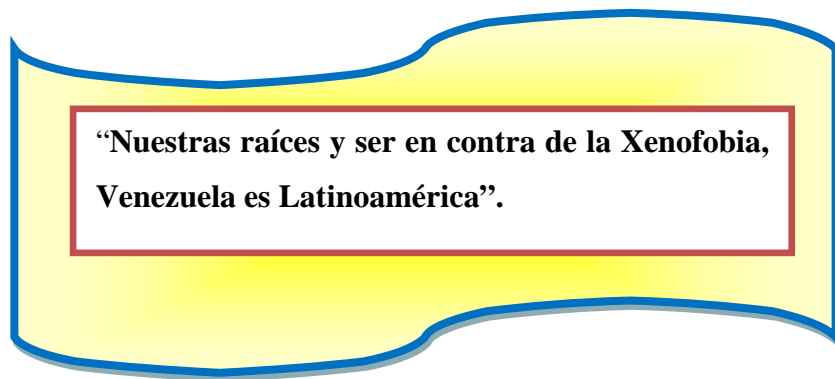 “Nuestras raíces y ser en contra de la Xenofobia,
Venezuela es Latinoamérica”.